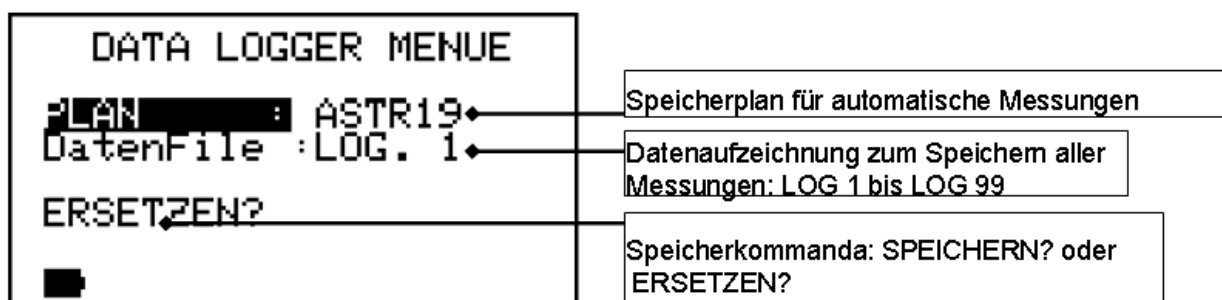 DATA LOGGER MENUE
PLAN : ASTR19
DatenFile :LOG. 1
ERSETZEN?
Speicherplan für automatische Messungen
Datenaufzeichnung zum Speichern aller
Messungen: LOG 1 bis LOG 99
Speicherkommanda: SPEICHERN? oder
ERSETZEN?